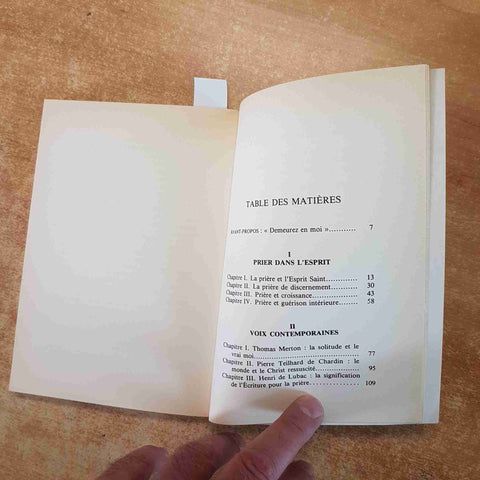 TABLE DES MATIÈRES
AVANT-PROPOS : « Demeurez en moi »........... 7
I
PRIER DANS L'ESPRIT
Chapitre I. La prière et l'Esprit Saint............. 13
Chapitre II. La prière de discernement........... 30
Chapitre III. Prière et croissance.................. 43
Chapitre IV. Prière et guérison intérieure....... 58
II
VOIX CONTEMPORAINES
Chapitre I. Thomas Merton : la solitude et le
vrai moi............................................. 77
Chapitre II. Pierre Teilhard de Chardin : le
monde et le Christ ressuscité.................. 95
Chapitre III. Henri de Lubac : la signification
de l'Écriture pour la prière.................. 109